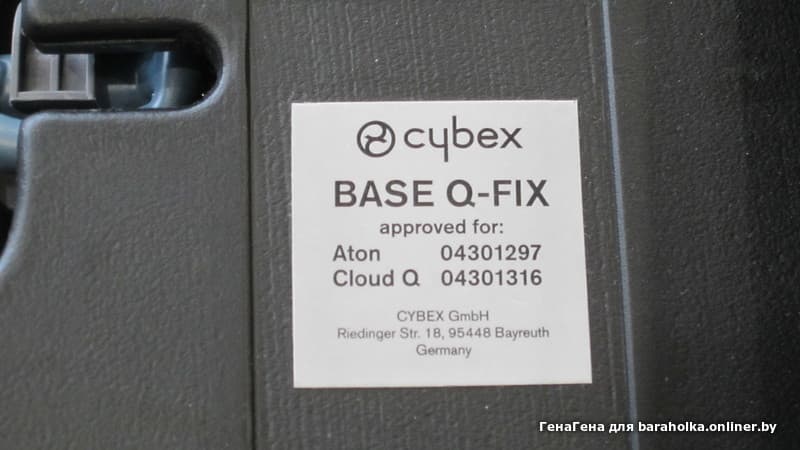 cybex
BASE Q-FIX
approved for:
Aton 04301297
Cloud Q 04301316
CYBEX GmbH
Riedinger Str. 18, 95448 Bayreuth
Germany
ГенаГена для baraholka.onliner.by